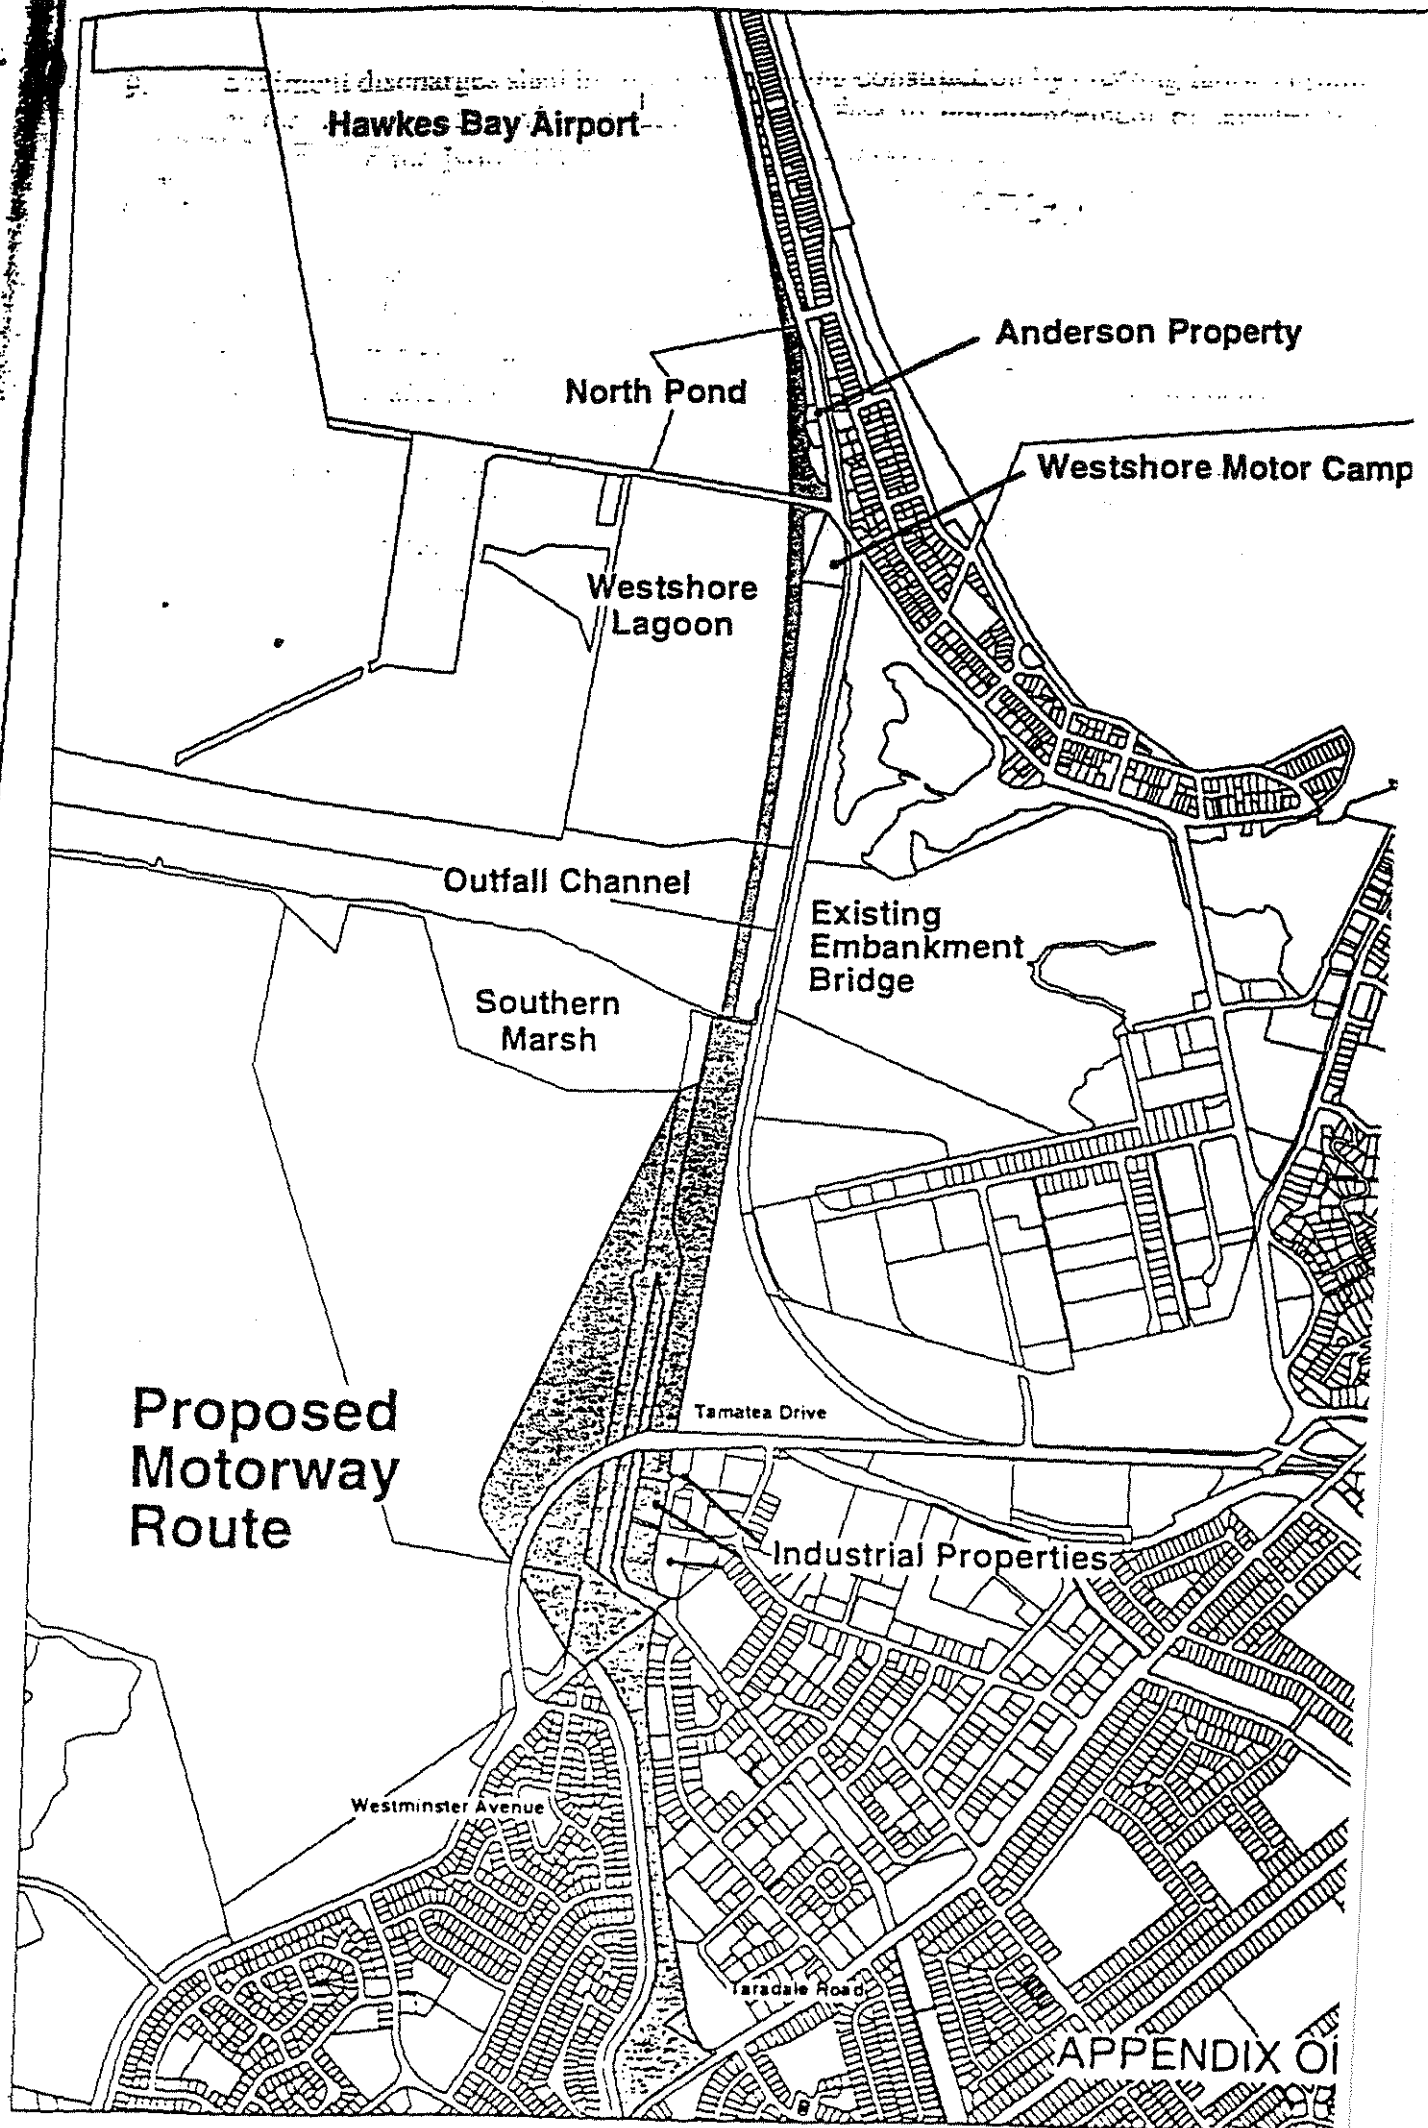 Hawkes Bay Airport
Anderson Property
North Pond
Westshore Motor Camp
Westshore
Lagoon
Outfall Channel
Existing
Embankment
Bridge
Southern
Marsh
Proposed
Motorway
Route
Tamatea Drive
Industrial Properties
Westminster Avenue
Taradale Road
APPENDIX OI